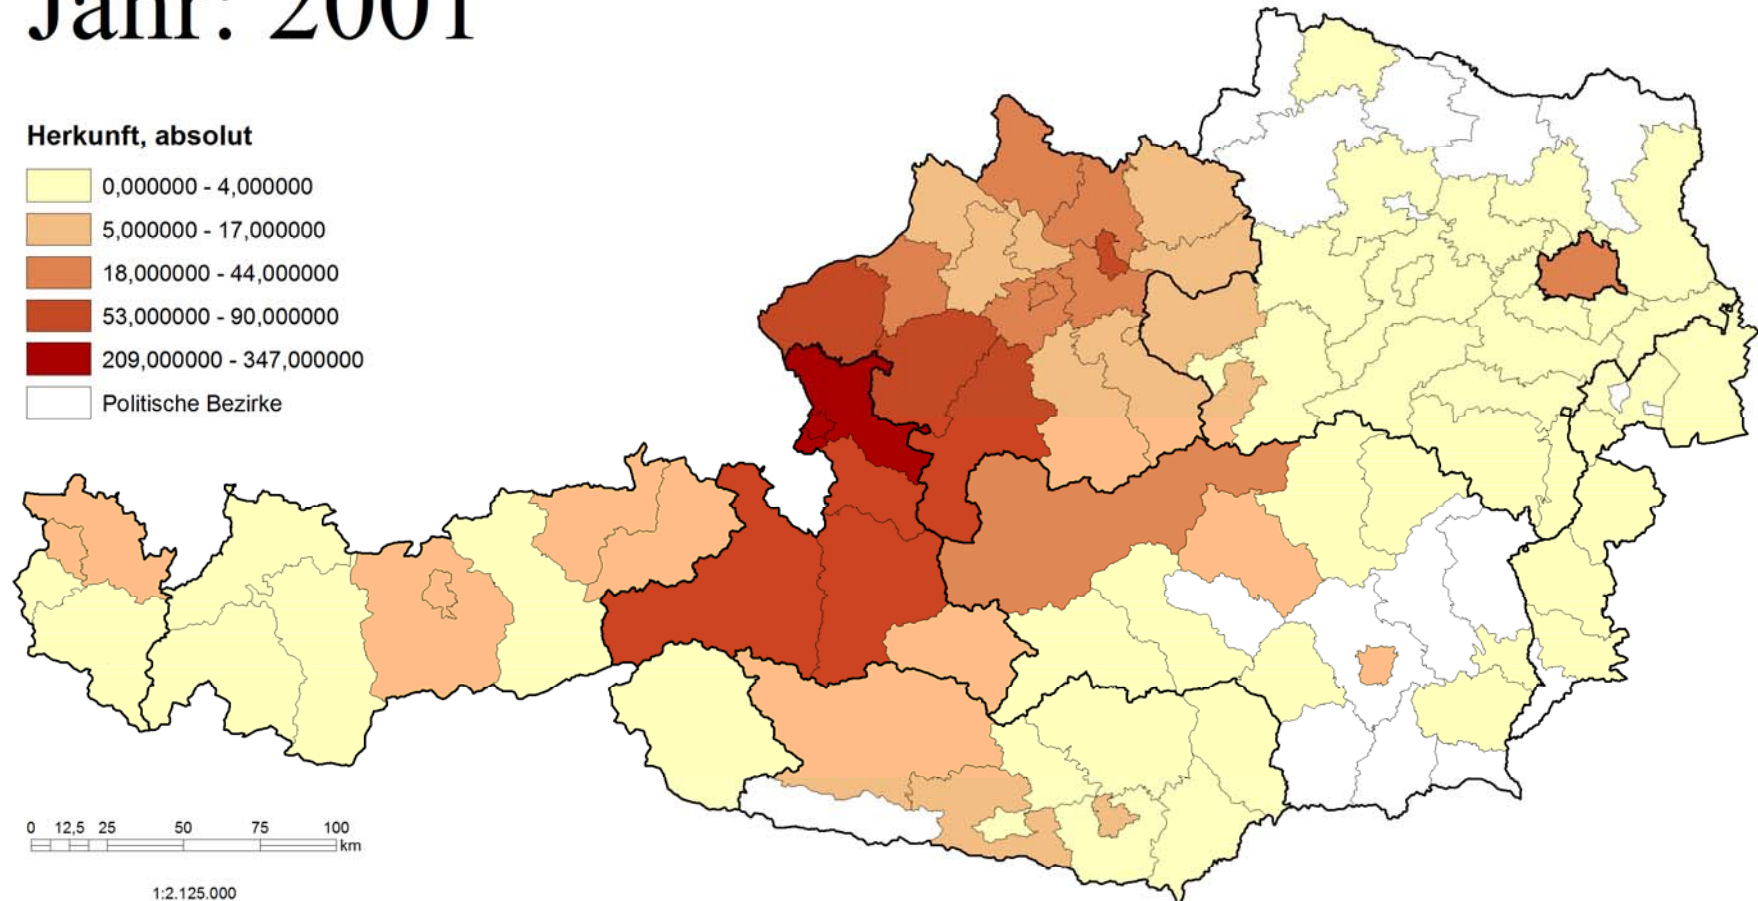 Jahr: 2001
Herkunft, absolut
0,000000 - 4,000000
5,000000 - 17,000000
18,000000 - 44,000000
53,000000 - 90,000000
209,000000 - 347,000000
Politische Bezirke
0 12,5 25 50 75 100
km
1:2.125.000